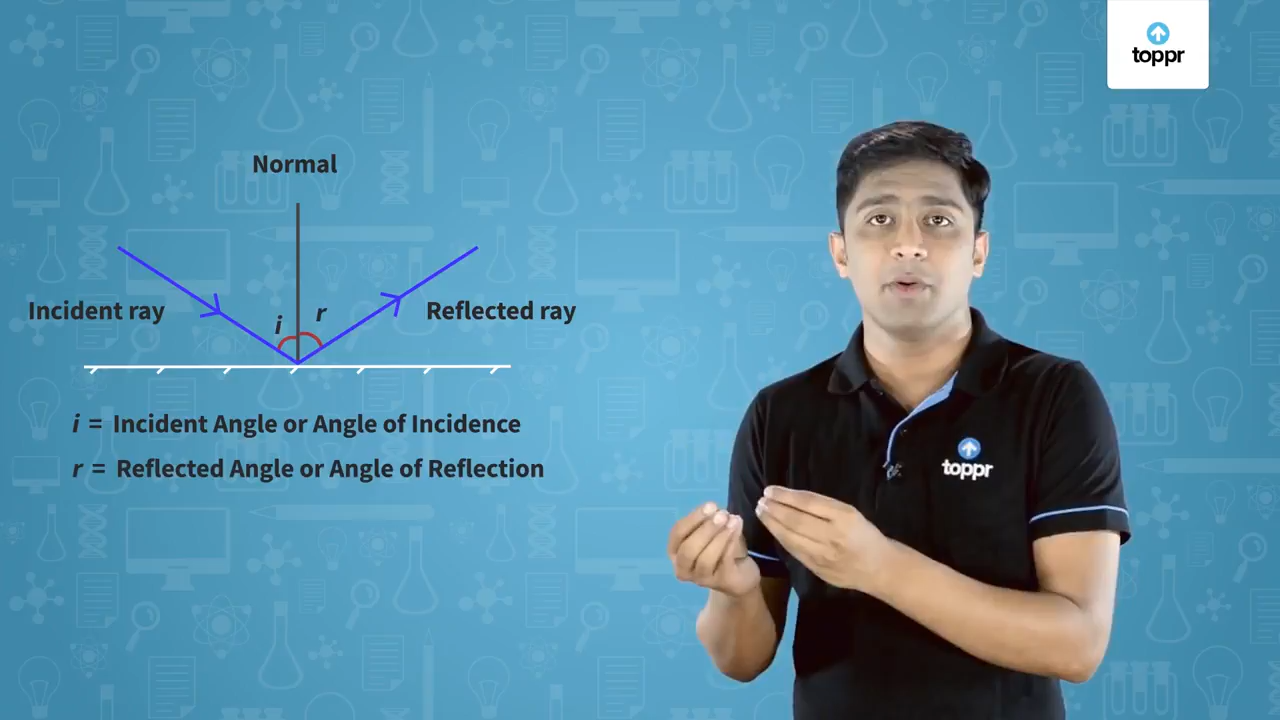 toppr
Normal
i
r
Incident ray
Reflected ray
i = Incident Angle or Angle of Incidence
r = Reflected Angle or Angle of Reflection
toppr